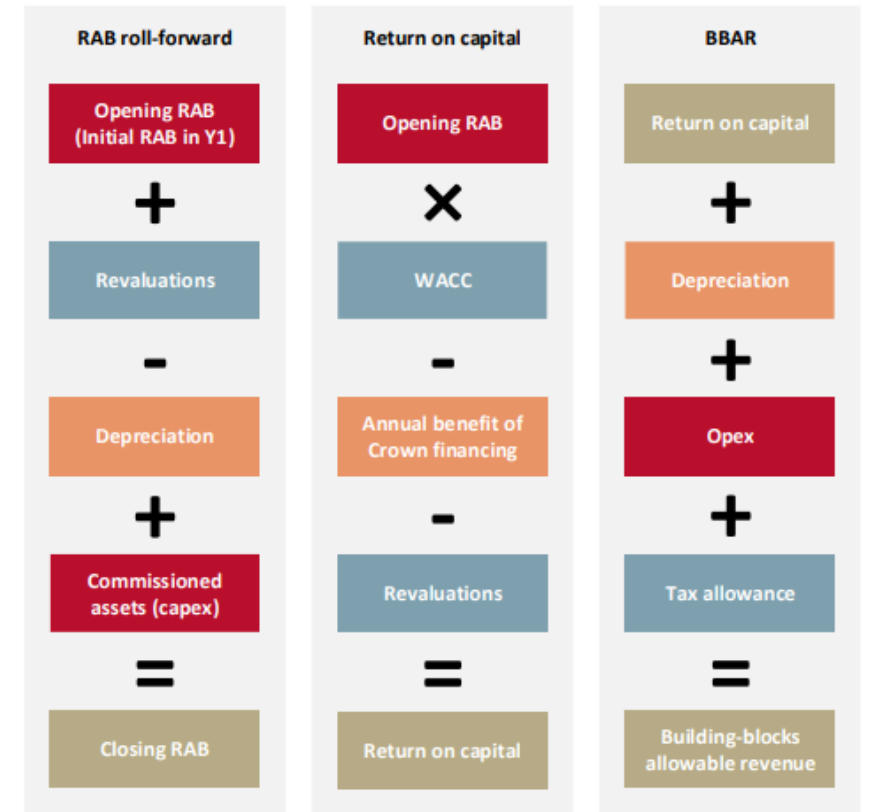 RAB roll-forward
Opening RAB
(Initial RAB in Y1)
+
Revaluations
-
Depreciation
+
Commissioned
assets (capex)
=
Closing RAB
Return on capital
Opening RAB
×
WACC
-
Annual benefit of
Crown financing
-
Revaluations
=
Return on capital
BBAR
Return on capital
+
Depreciation
+
Opex
+
Tax allowance
=
Building-blocks
allowable revenue